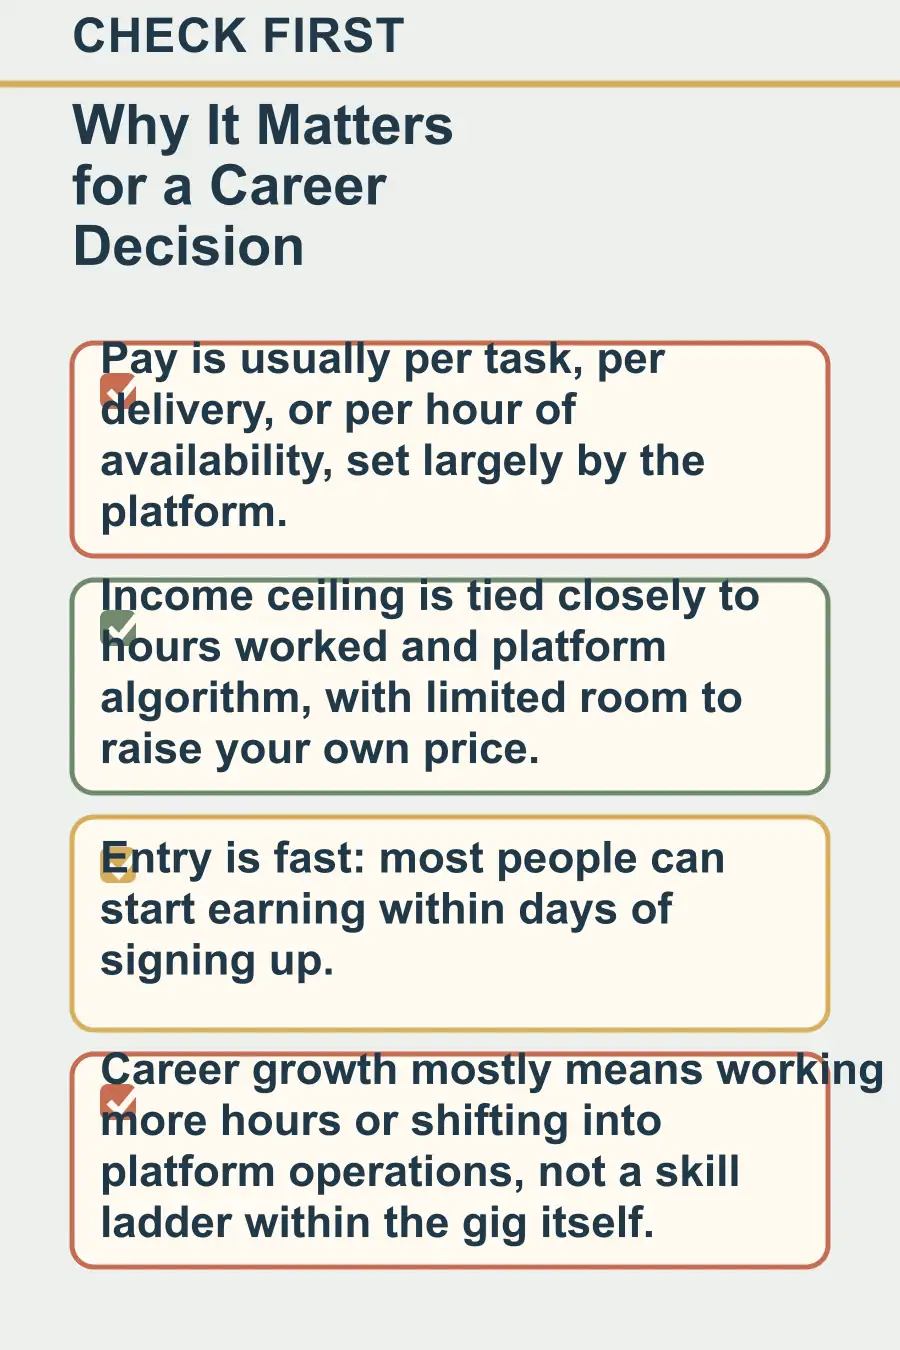 CHECK FIRST
Why It Matters
for a Career
Decision
Pay is usually per task, per
delivery, or per hour of
availability, set largely by the
platform.
Income ceiling is tied closely to
hours worked and platform
algorithm, with limited room to
raise your own price.
Entry is fast: most people can
start earning within days of
signing up.
Career growth mostly means working
more hours or shifting into
platform operations, not a skill
ladder within the gig itself.